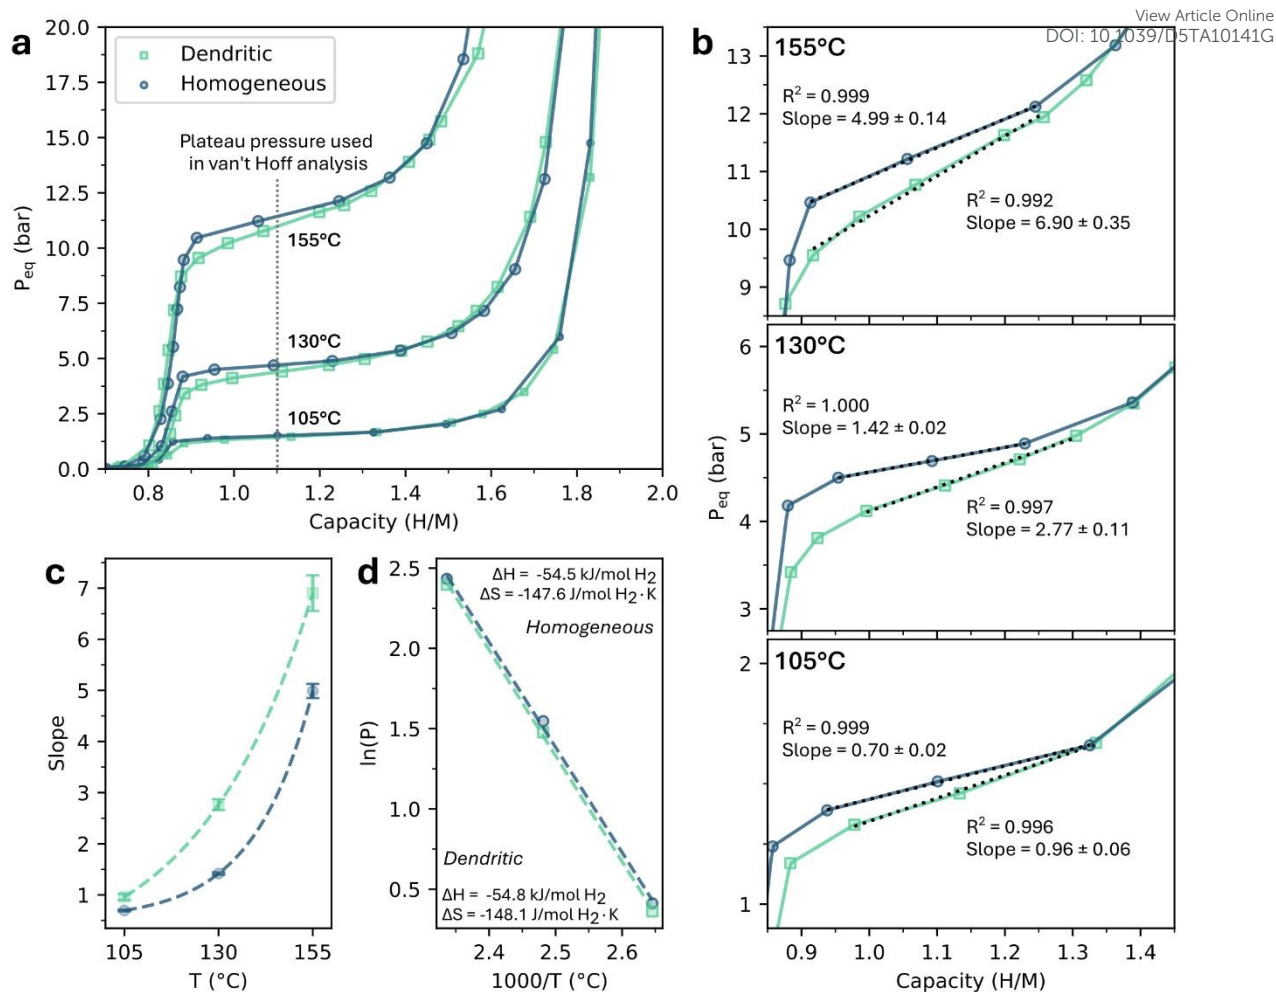 View Article Online
DOI: 10.1039/D5TA10141G
a
Dendritic
Homogeneous
Plateau pressure used
in van't Hoff analysis
155°C
130°C
105°C
20.0
17.5
15.0
12.5
10.0
7.5
5.0
2.5
0.0
Peq (bar)
0.8 1.0 1.2 1.4 1.6 1.8 2.0
Capacity (H/M)
b
155°C
R² = 0.999
Slope = 4.99 ± 0.14
R² = 0.992
Slope = 6.90 ± 0.35
13
12
11
10
9
130°C
R² = 1.000
Slope = 1.42 ± 0.02
R² = 0.997
Slope = 2.77 ± 0.11
6
5
4
3
Peq (bar)
105°C
R² = 0.999
Slope = 0.70 ± 0.02
R² = 0.996
Slope = 0.96 ± 0.06
2
1
0.9 1.0 1.1 1.2 1.3 1.4
Capacity (H/M)
c
7
6
5
4
3
2
1
Slope
105 130 155
T (°C)
d
ΔH = -54.5 kJ/mol H2
ΔS = -147.6 J/mol H2·K
Homogeneous
Dendritic
ΔH = -54.8 kJ/mol H2
ΔS = -148.1 J/mol H2·K
2.5
2.0
1.5
1.0
0.5
ln(P)
2.4 2.5 2.6
1000/T (°C)